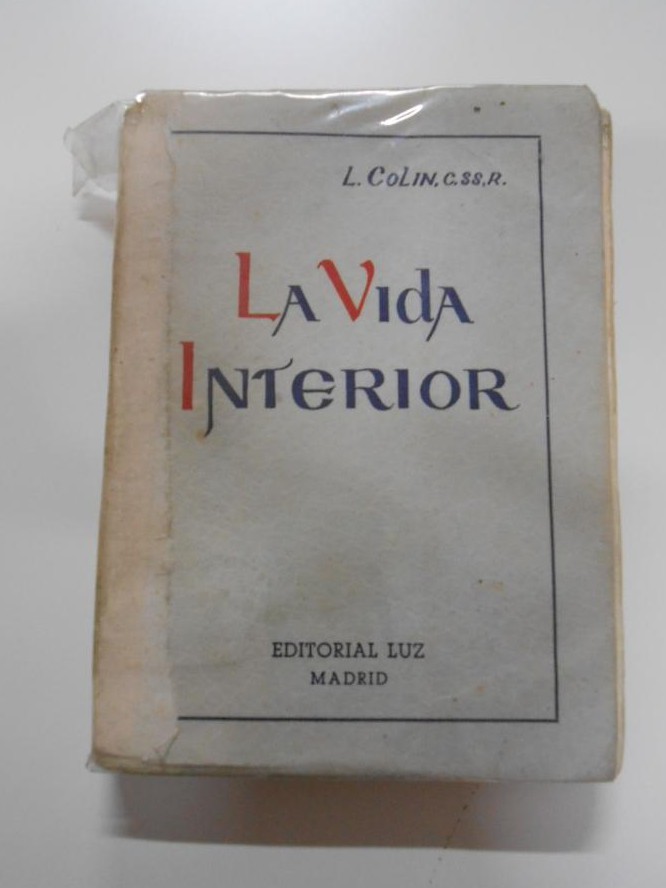 L. COLIN, C.SS.R.
LA VIdA
INTERIOR
EDITORIAL LUZ
MADRID